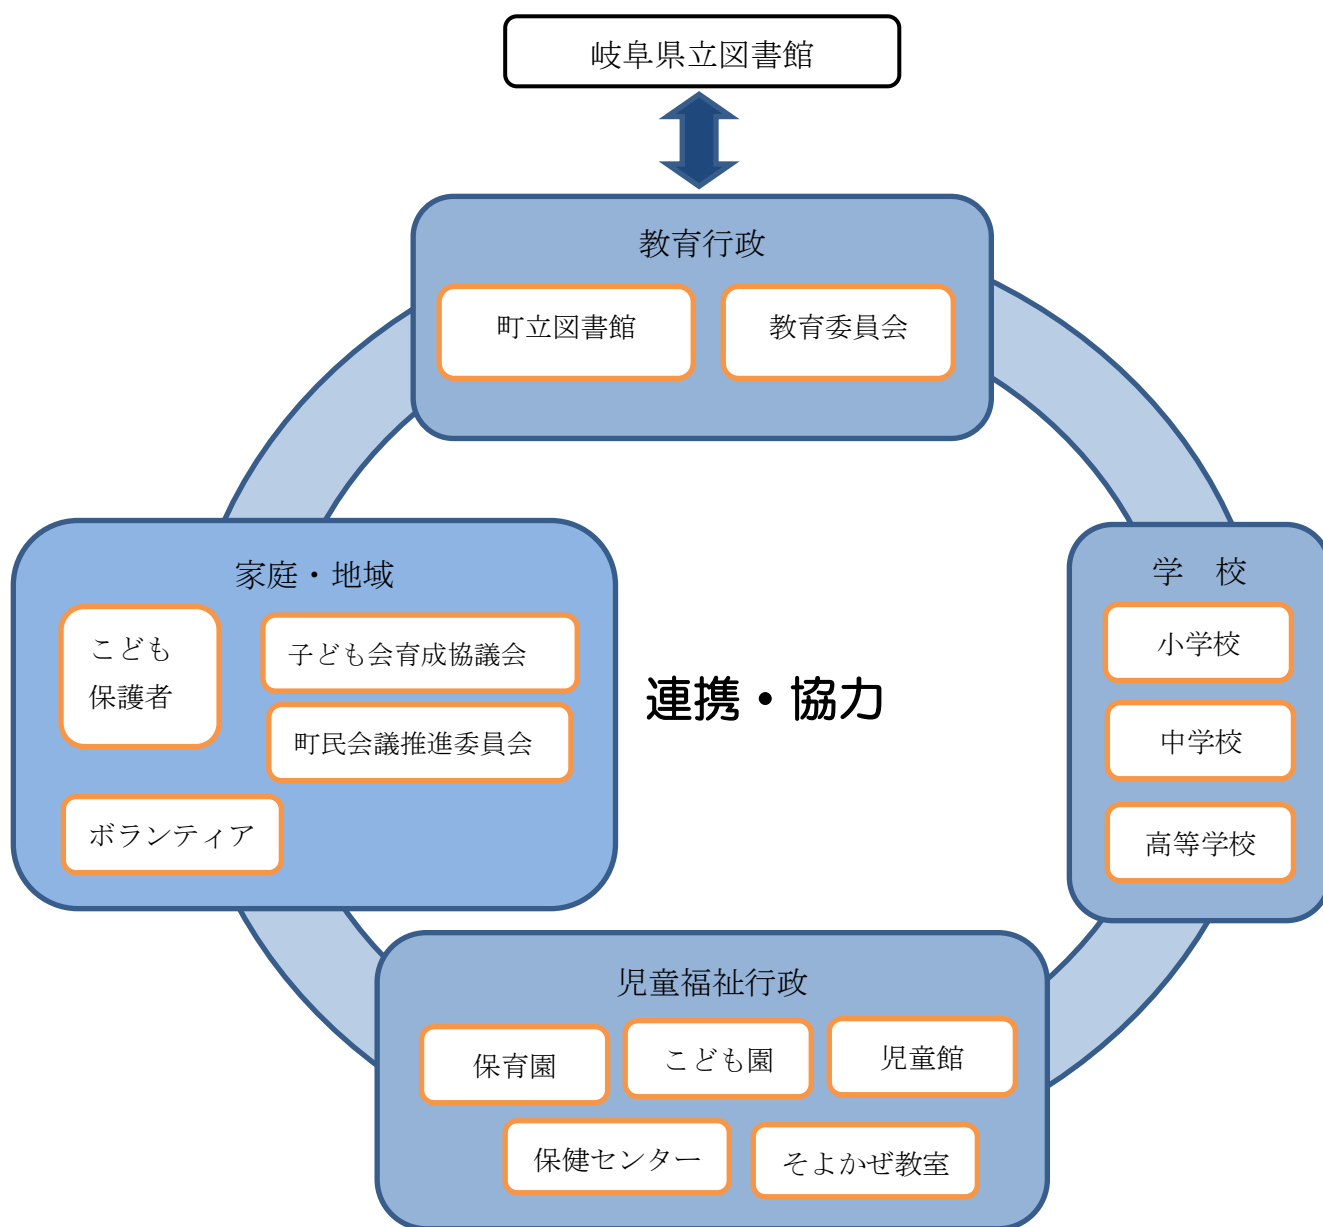 岐阜県立図書館
教育行政
町立図書館
教育委員会
家庭・地域
こども
保護者
子ども会育成協議会
町民会議推進委員会
ボランティア
連携・協力
学　校
小学校
中学校
高等学校
児童福祉行政
保育園
こども園
児童館
保健センター
そよかぜ教室